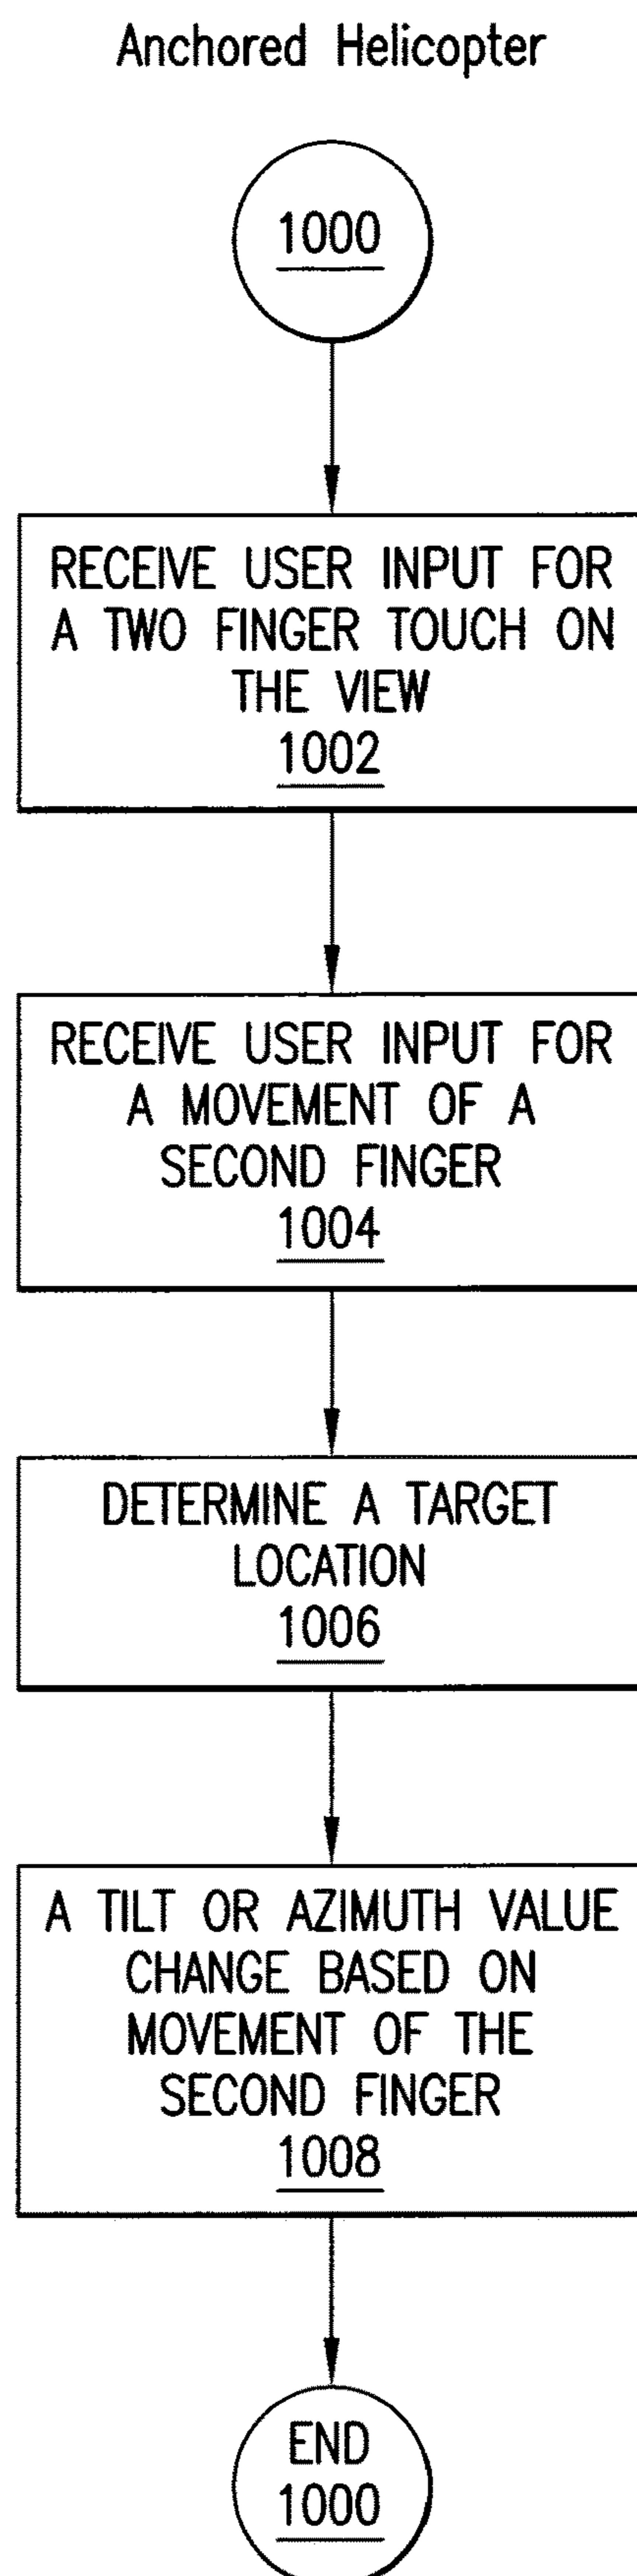 Anchored Helicopter
1000
RECEIVE USER INPUT FOR
A TWO FINGER TOUCH ON
THE VIEW
1002
RECEIVE USER INPUT FOR
A MOVEMENT OF A
SECOND FINGER
1004
DETERMINE A TARGET
LOCATION
1006
A TILT OR AZIMUTH VALUE
CHANGE BASED ON
MOVEMENT OF THE
SECOND FINGER
1008
END
1000